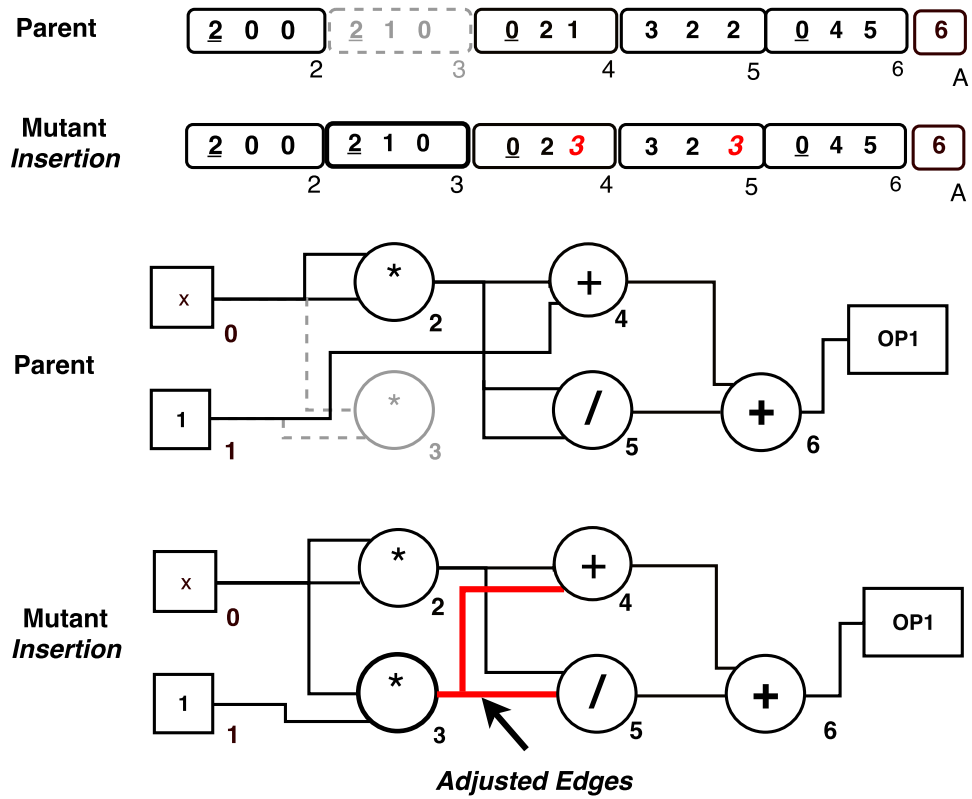 Parent 2 0 0 2 1 0 0 2 1 3 2 2 0 4 5 6
2 3 4 5 6 A
Mutant
Insertion 2 0 0 2 1 0 0 2 3 3 2 3 0 4 5 6
2 3 4 5 6 A
Parent
x 0
1 1
* 2
* 3
+ 4
/ 5
+ 6
OP1
Mutant
Insertion
x 0
1 1
* 2
* 3
+ 4
/ 5
+ 6
OP1
Adjusted Edges